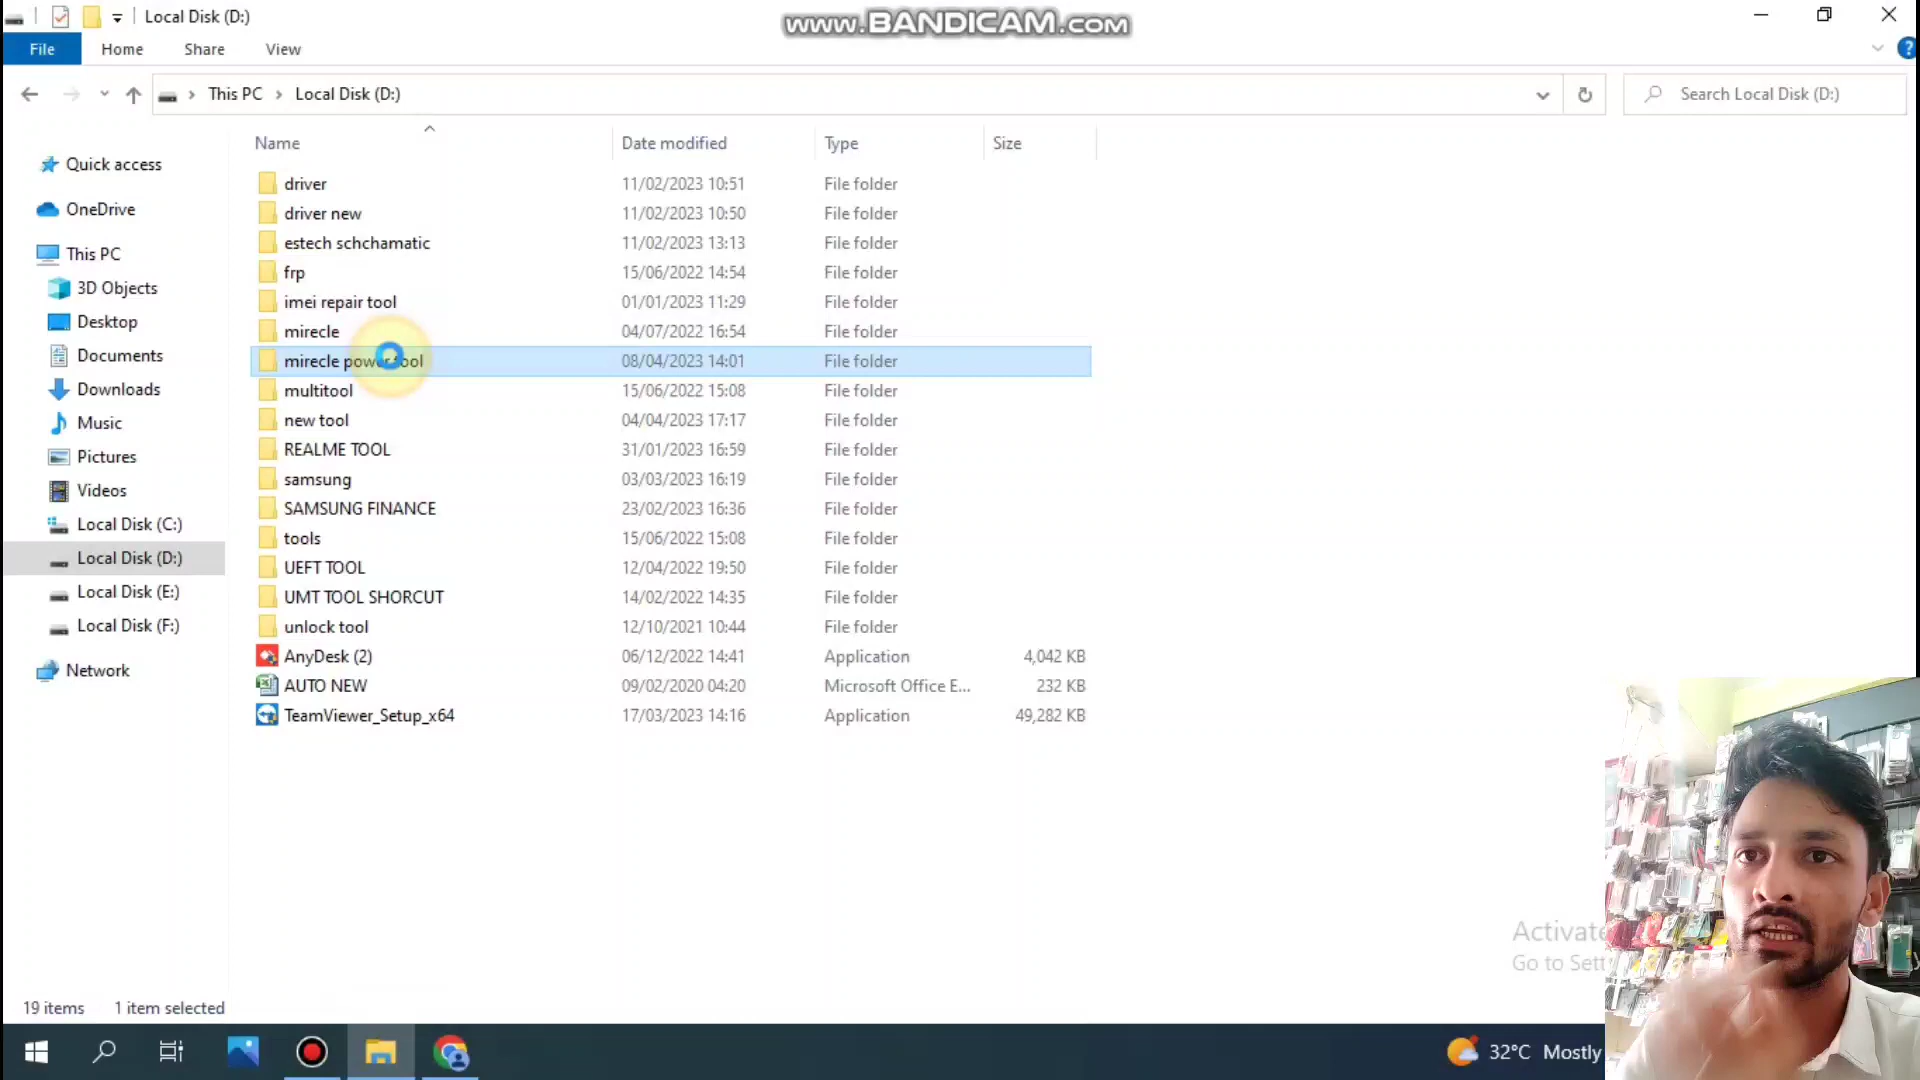 Local Disk (D:)
www.BANDICAM.com
File Home Share View
This PC > Local Disk (D:)
Search Local Disk (D:)
Name Date modified Type Size
Quick access
OneDrive
This PC
3D Objects
Desktop
Documents
Downloads
Music
Pictures
Videos
Local Disk (C:)
Local Disk (D:)
Local Disk (E:)
Local Disk (F:)
Network
driver 11/02/2023 10:51 File folder
driver new 11/02/2023 10:50 File folder
estech schchamatic 11/02/2023 13:13 File folder
frp 15/06/2022 14:54 File folder
imei repair tool 01/01/2023 11:29 File folder
mirecle 04/07/2022 16:54 File folder
mirecle power tool 08/04/2023 14:01 File folder
multitool 15/06/2022 15:08 File folder
new tool 04/04/2023 17:17 File folder
REALME TOOL 31/01/2023 16:59 File folder
samsung 03/03/2023 16:19 File folder
SAMSUNG FINANCE 23/02/2023 16:36 File folder
tools 15/06/2022 15:08 File folder
UEFT TOOL 12/04/2022 19:50 File folder
UMT TOOL SHORCUT 14/02/2022 14:35 File folder
unlock tool 12/10/2021 10:44 File folder
AnyDesk (2) 06/12/2022 14:41 Application 4,042 KB
AUTO NEW 09/02/2020 04:20 Microsoft Office E... 232 KB
TeamViewer_Setup_x64 17/03/2023 14:16 Application 49,282 KB
Activate
Go to Sett
19 items 1 item selected
32°C Mostly